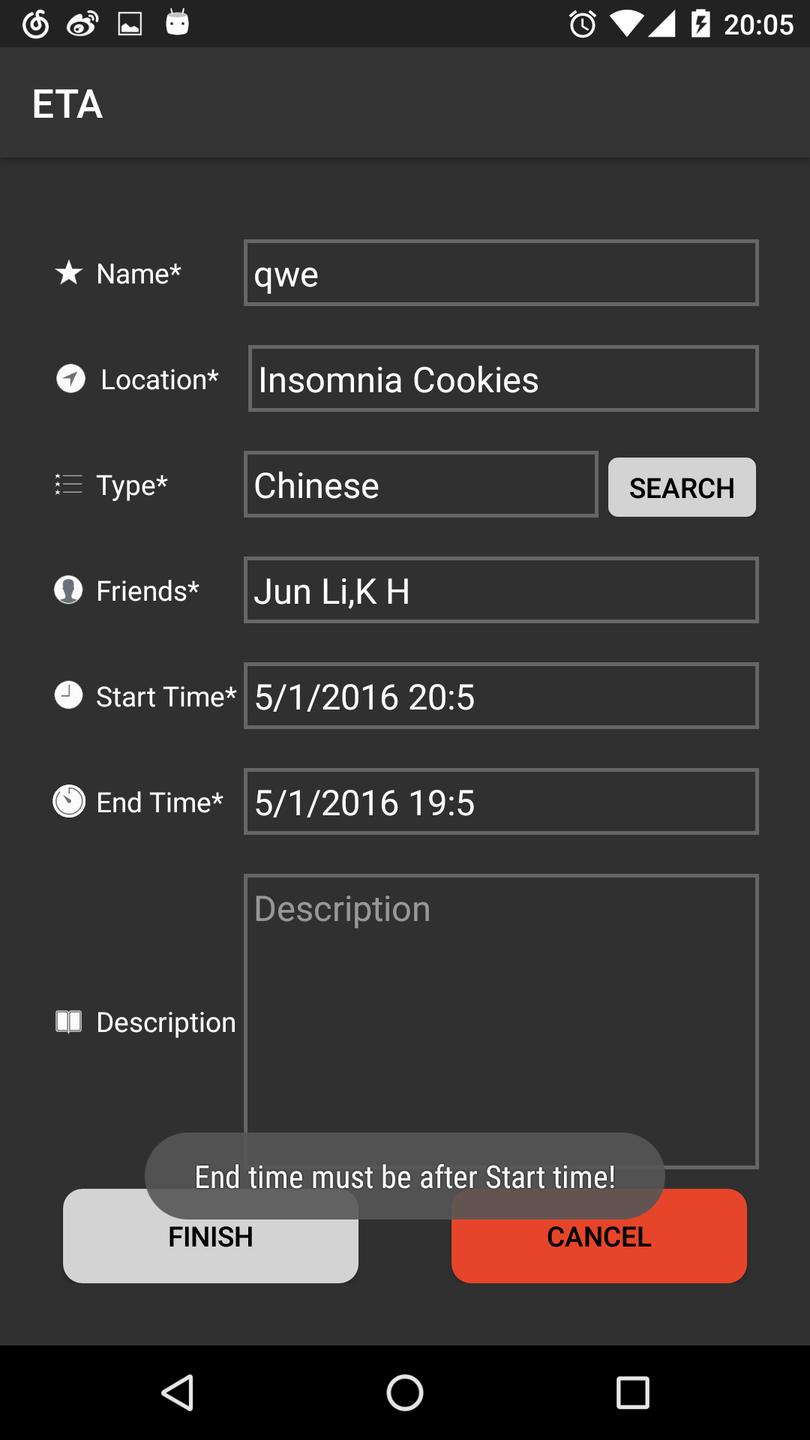 20:05
ETA
Name* qwe
Location* Insomnia Cookies
Type* Chinese SEARCH
Friends* Jun Li,K H
Start Time* 5/1/2016 20:5
End Time* 5/1/2016 19:5
Description
Description
End time must be after Start time!
FINISH CANCEL